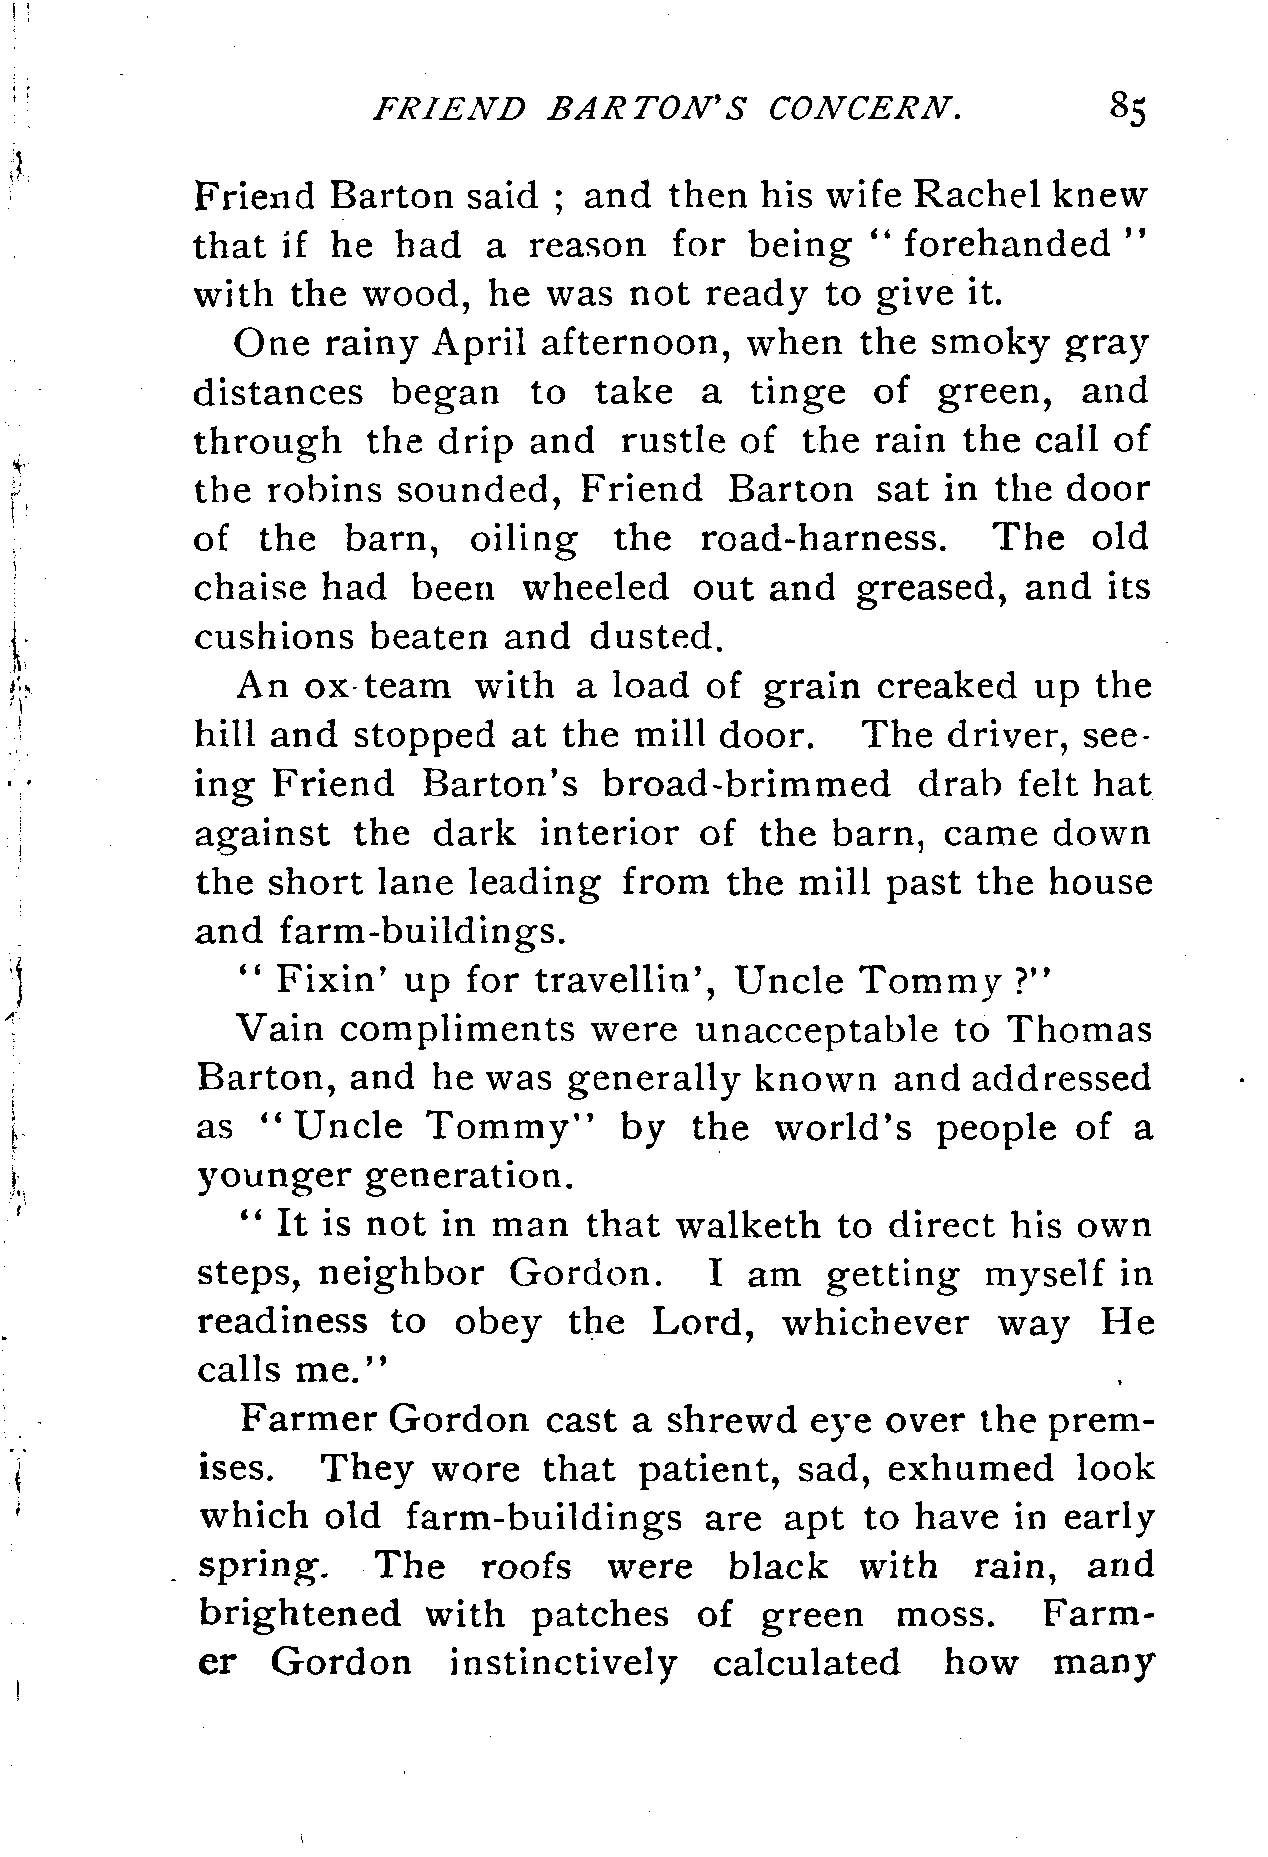 FRIEND BARTON'S CONCERN. 85
Friend Barton said ; and then his wife Rachel knew
that if he had a reason for being " forehanded "
with the wood, he was not ready to give it.
One rainy April afternoon, when the smoky gray
distances began to take a tinge of green, and
through the drip and rustle of the rain the call of
the robins sounded, Friend Barton sat in the door
of the barn, oiling the road-harness. The old
chaise had been wheeled out and greased, and its
cushions beaten and dusted.
An ox-team with a load of grain creaked up the
hill and stopped at the mill door. The driver, see-
ing Friend Barton's broad-brimmed drab felt hat
against the dark interior of the barn, came down
the short lane leading from the mill past the house
and farm-buildings.
" Fixin' up for travellin', Uncle Tommy ?"
Vain compliments were unacceptable to Thomas
Barton, and he was generally known and addressed
as " Uncle Tommy" by the world's people of a
younger generation.
" It is not in man that walketh to direct his own
steps, neighbor Gordon. I am getting myself in
readiness to obey the Lord, whichever way He
calls me."
Farmer Gordon cast a shrewd eye over the prem-
ises. They wore that patient, sad, exhumed look
which old farm-buildings are apt to have in early
spring. The roofs were black with rain, and
brightened with patches of green moss. Farm-
er Gordon instinctively calculated how many